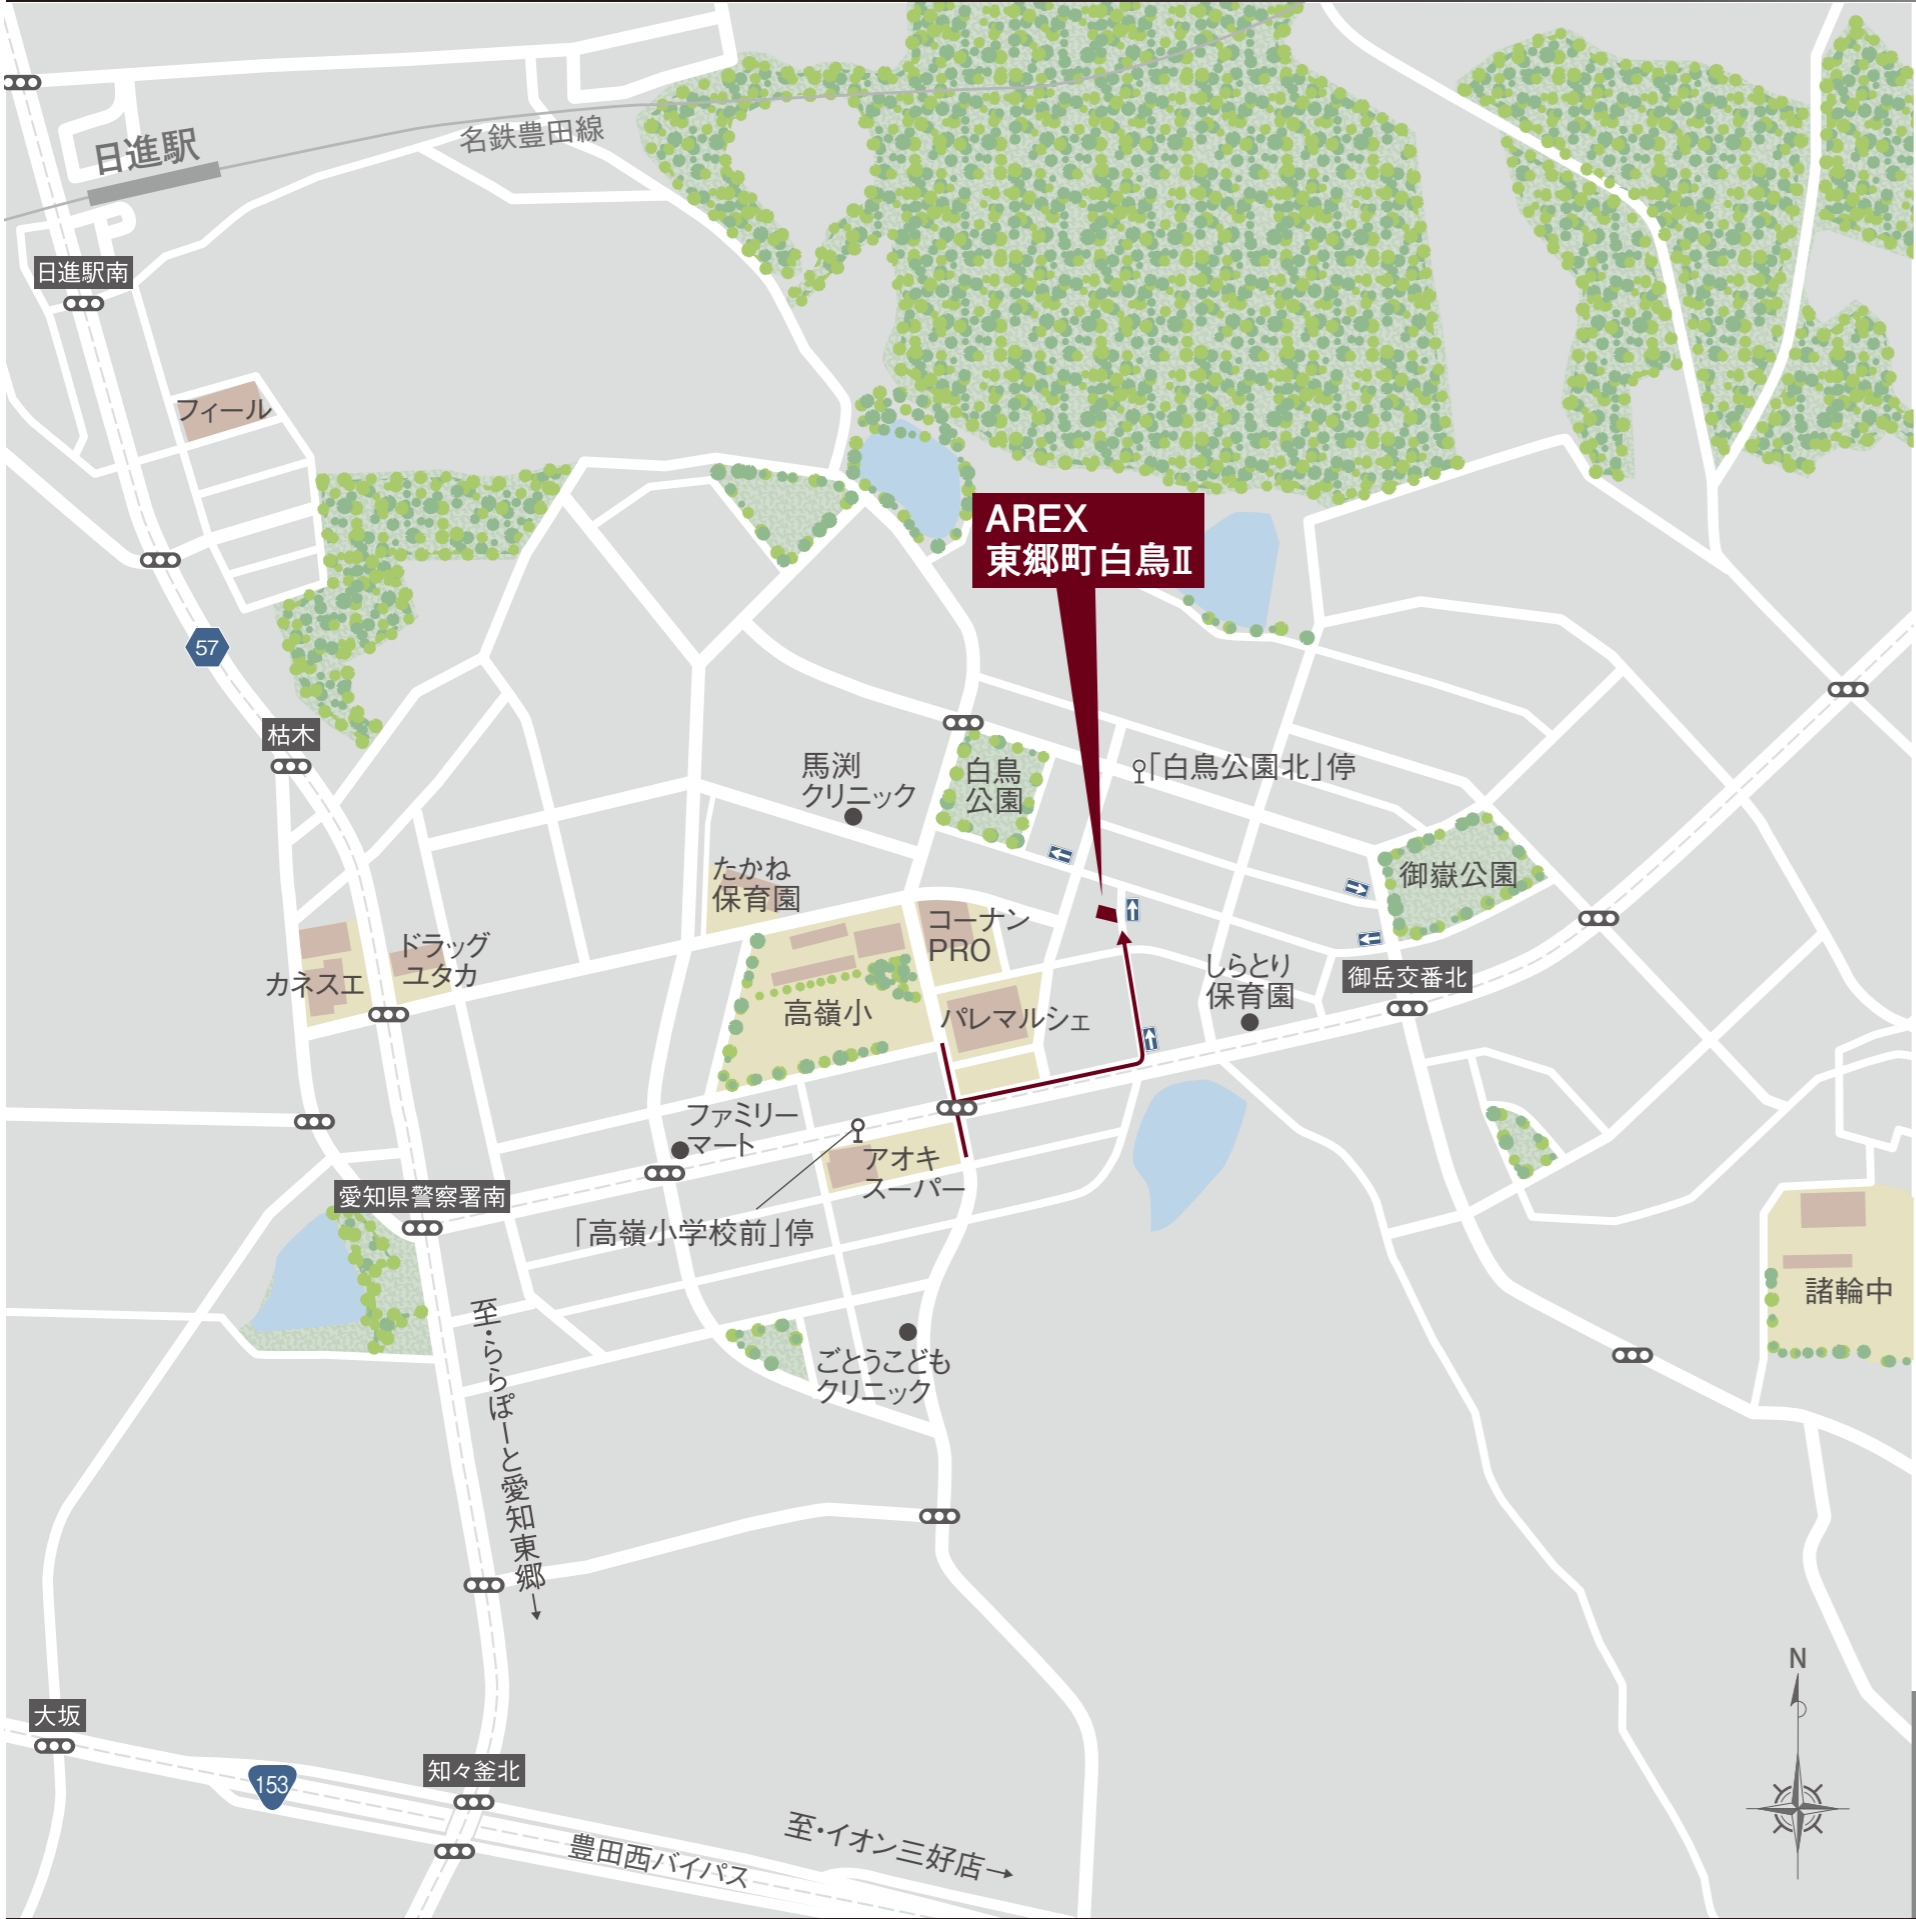 名鉄豊田線
日進駅
日進駅南
フィール
AREX
東郷町白鳥Ⅱ
57
枯木
馬渕
クリニック
白鳥
公園
「白鳥公園北」停
たかね
保育園
御嶽公園
コーナン
PRO
ドラッグ
ユタカ
カネスエ
しらとり
保育園
御岳交番北
高嶺小
パレマルシェ
ファミリー
マート
アオキ
スーパー
愛知県警察署南
「高嶺小学校前」停
諸輪中
至・ららぽーと愛知東郷→
ごとうこども
クリニック
N
大坂
153
知々釜北
豊田西バイパス
至・イオン三好店→